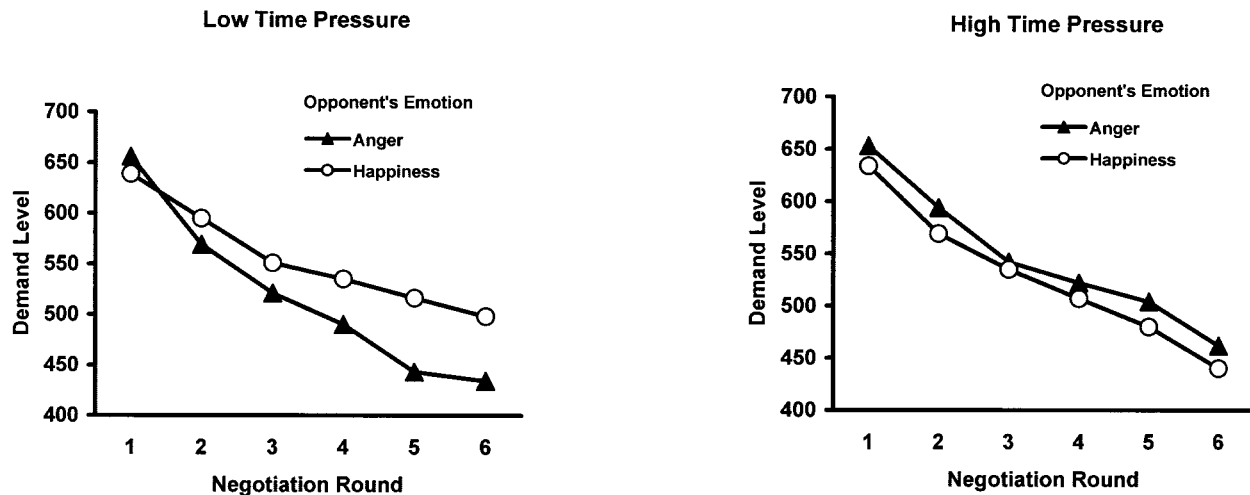 Low Time Pressure
Opponent's Emotion
Anger
Happiness
Demand Level
700
650
600
550
500
450
400
1 2 3 4 5 6
Negotiation Round
High Time Pressure
Opponent's Emotion
Anger
Happiness
Demand Level
700
650
600
550
500
450
400
1 2 3 4 5 6
Negotiation Round